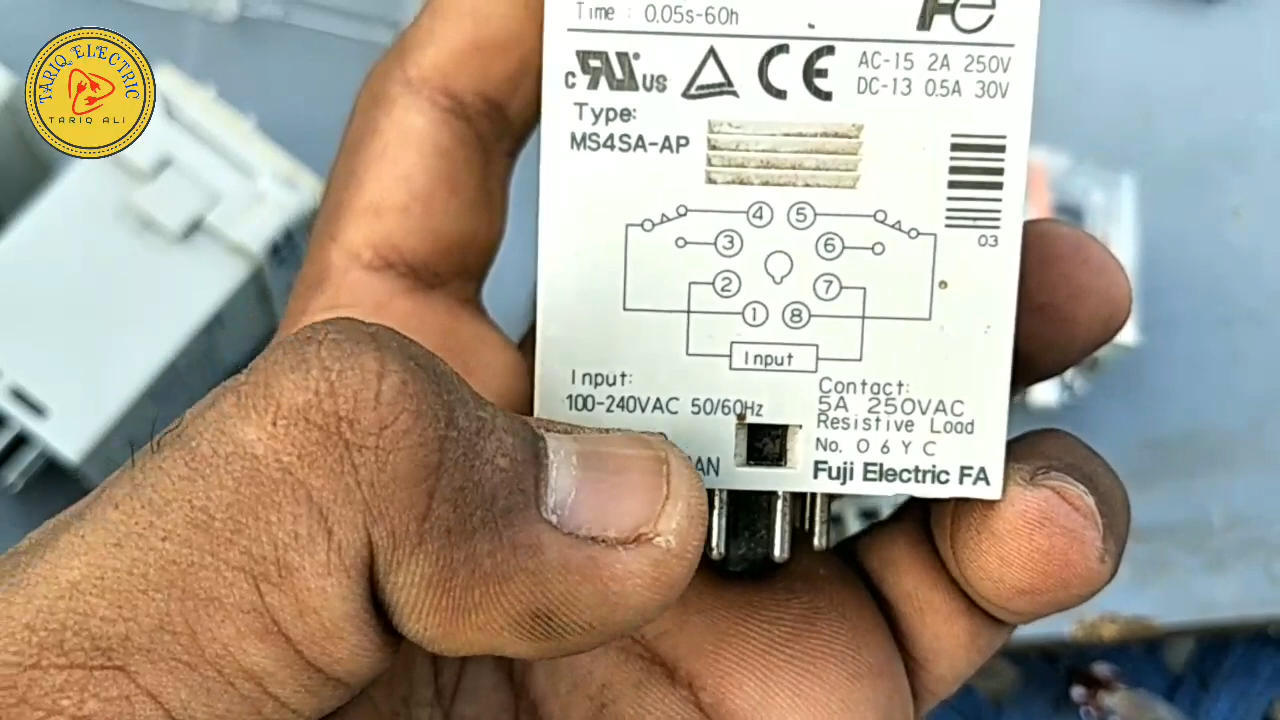 TARIQ ELECTRIC
TARIQ ALI
Time : 0.05s-60h
Fe
c RU US
CE
AC-15 2A 250V
DC-13 0.5A 30V
Type:
MS4SA-AP
4 5
3 6
03
2 7
1 8
Input
Input:
100-240VAC 50/60Hz
Contact:
5A 250VAC
Resistive Load
No. 06YC
AN
Fuji Electric FA